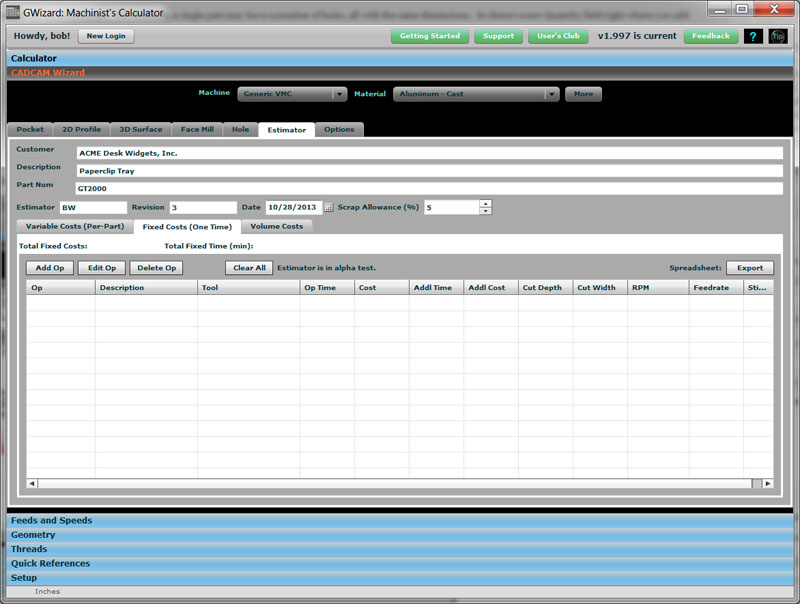 GWizard: Machinist's Calculator
Howdy, bob! New Login Getting Started Support User's Club v1.997 is current Feedback ? Tip
Calculator
CADCAM Wizard
Machine Generic VMC Material Aluminum - Cast More
Pocket 2D Profile 3D Surface Face Mill Hole Estimator Options
Customer ACME Desk Widgets, Inc.
Description Paperclip Tray
Part Num GT2000
Estimator BW Revision 3 Date 10/28/2013 Scrap Allowance (%) 5
Variable Costs (Per-Part) Fixed Costs (One Time) Volume Costs
Total Fixed Costs: Total Fixed Time (min):
Add Op Edit Op Delete Op Clear All Estimator is in alpha test. Spreadsheet: Export
Op Description Tool Op Time Cost Addl Time Addl Cost Cut Depth Cut Width RPM Feedrate Sti...
Feeds and Speeds
Geometry
Threads
Quick References
Setup
Inches